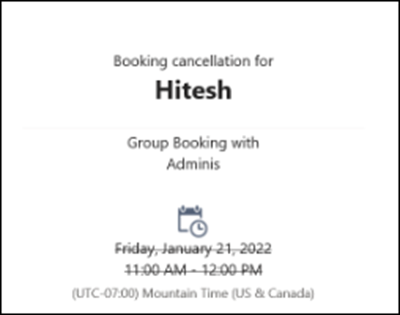 Booking cancellation for
Hitesh
Group Booking with
Adminis
Friday, January 21, 2022
11:00 AM - 12:00 PM
(UTC-07:00) Mountain Time (US & Canada)